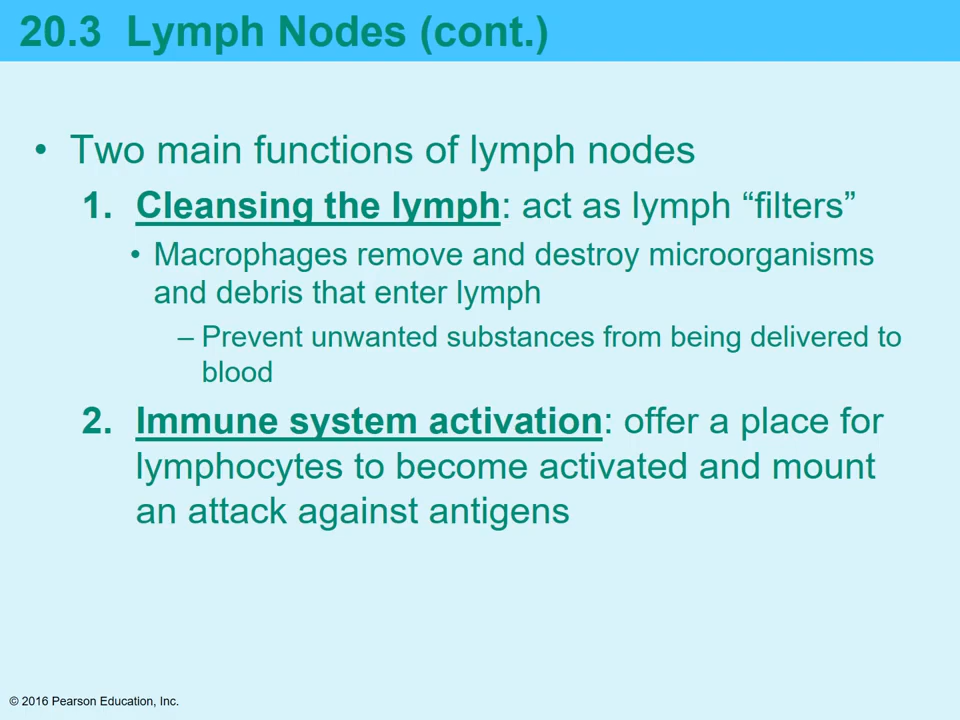 20.3 Lymph Nodes (cont.)
• Two main functions of lymph nodes
1. Cleansing the lymph: act as lymph “filters”
• Macrophages remove and destroy microorganisms
and debris that enter lymph
– Prevent unwanted substances from being delivered to
blood
2. Immune system activation: offer a place for
lymphocytes to become activated and mount
an attack against antigens
© 2016 Pearson Education, Inc.